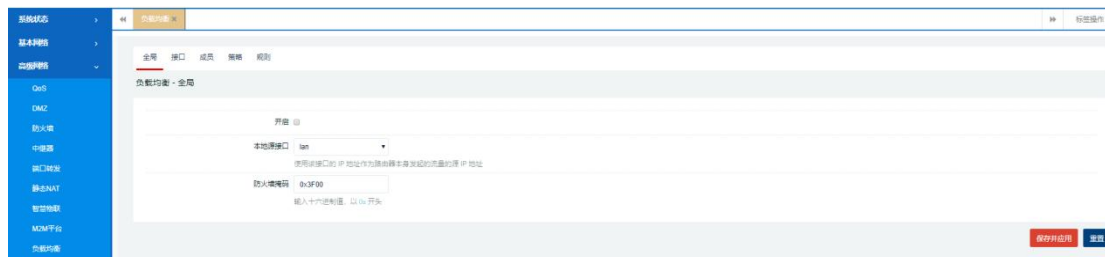 系统状态
基本网络
高级网络
QoS
DMZ
防火墙
中继器
端口转发
静态NAT
智慧物联
M2M平台
负载均衡
负载均衡 ×
标签操作
全局 接口 成员 策略 规则
负载均衡 - 全局
开启
本地源接口 lan
使用该接口的 IP 地址作为路由器本身发起的流量的源 IP 地址
防火墙掩码 0x3F00
输入十六进制值，以 0x 开头
保存并应用 重置